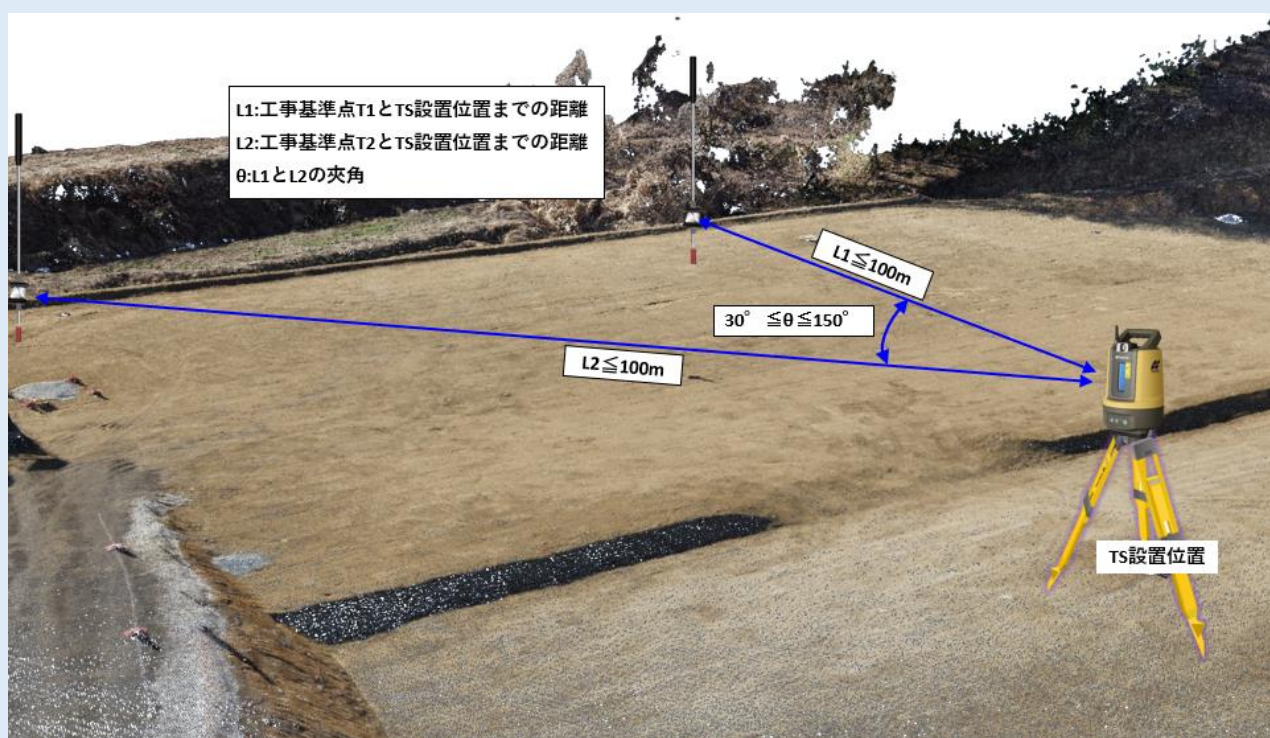 L1:工事基準点T1とTS設置位置までの距離
L2:工事基準点T2とTS設置位置までの距離
θ:L1とL2の夾角
L1≦100m
30° ≦θ≦150°
L2≦100m
TS設置位置